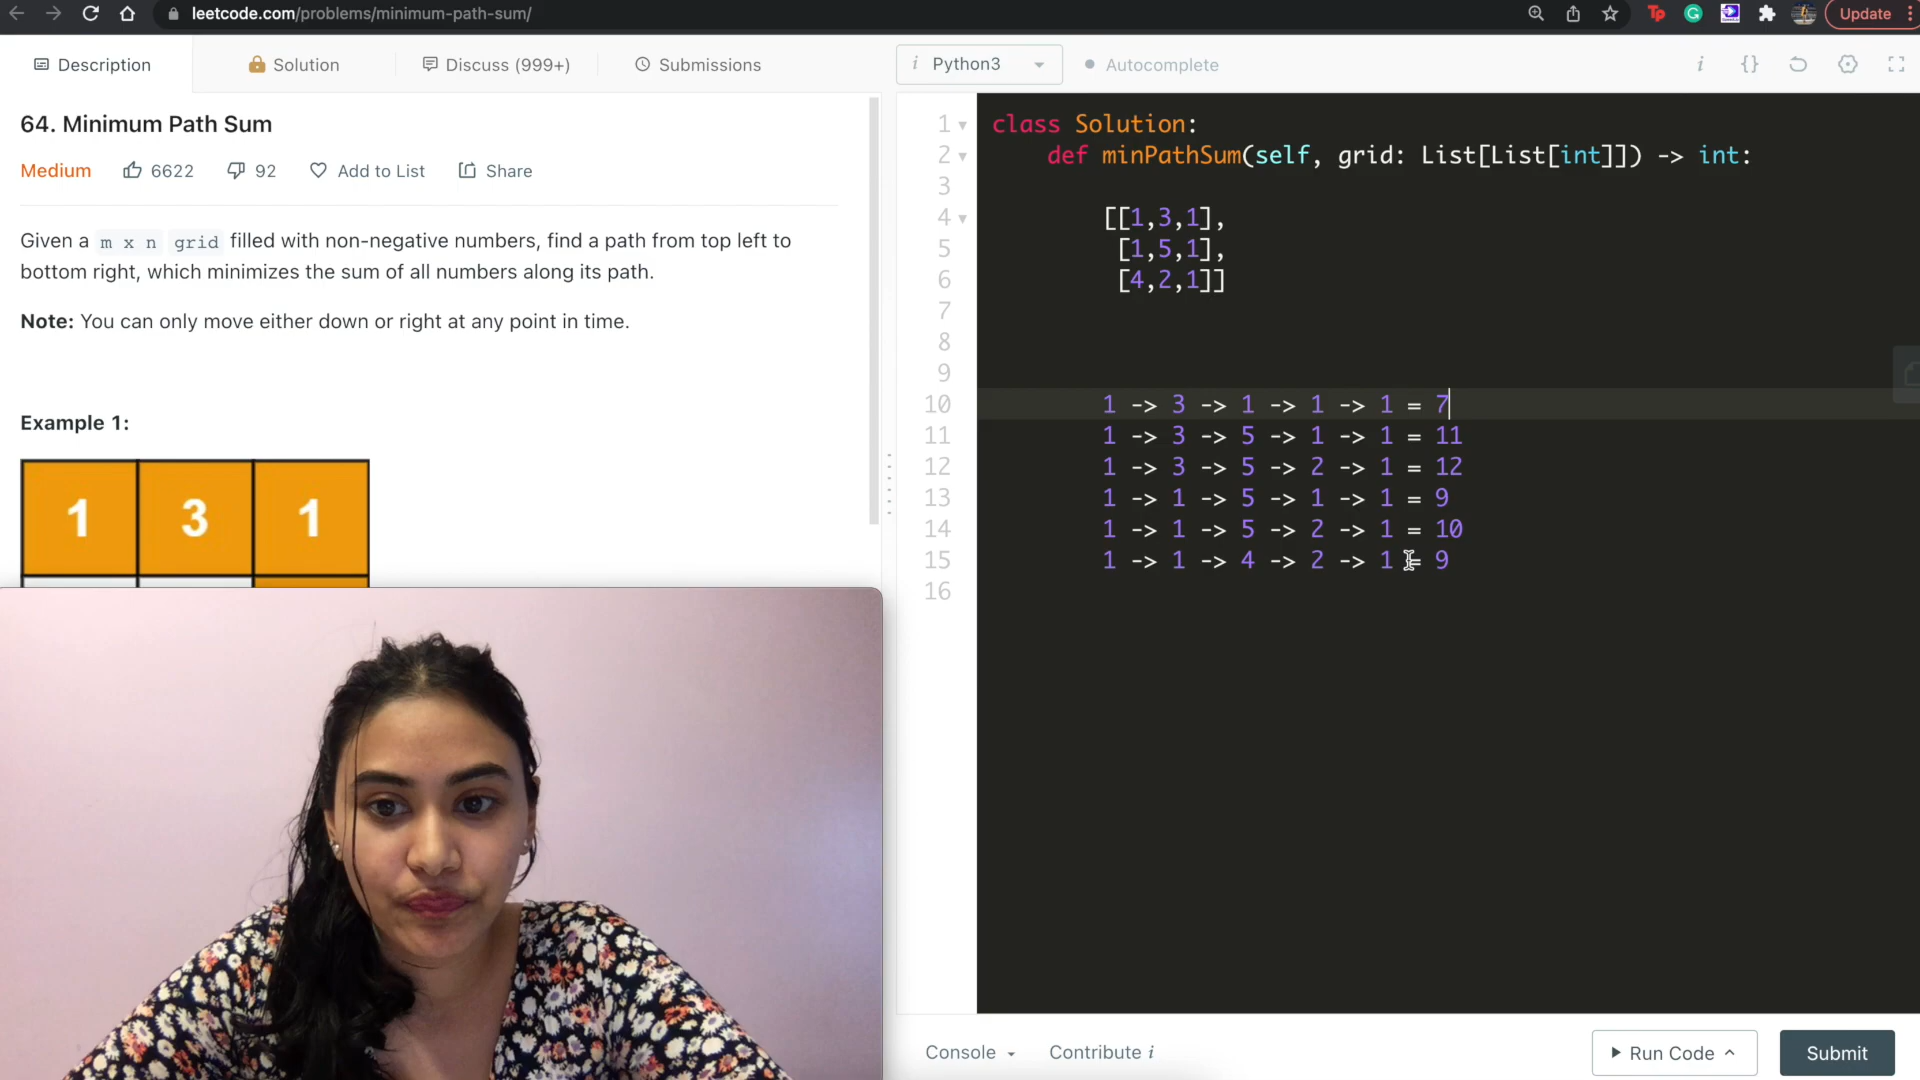 leetcode.com/problems/minimum-path-sum/
Update
Description
Solution
Discuss (999+)
Submissions
i Python3
Autocomplete
i {}
64. Minimum Path Sum
Medium 6622 92 Add to List Share
Given a m x n grid filled with non-negative numbers, find a path from top left to
bottom right, which minimizes the sum of all numbers along its path.
Note: You can only move either down or right at any point in time.
Example 1:
1 3 1
1 class Solution:
2 def minPathSum(self, grid: List[List[int]]) -> int:
3
4 [[1,3,1],
5 [1,5,1],
6 [4,2,1]]
7
8
9
10 1 -> 3 -> 1 -> 1 -> 1 = 7
11 1 -> 3 -> 5 -> 1 -> 1 = 11
12 1 -> 3 -> 5 -> 2 -> 1 = 12
13 1 -> 1 -> 5 -> 1 -> 1 = 9
14 1 -> 1 -> 5 -> 2 -> 1 = 10
15 1 -> 1 -> 4 -> 2 -> 1 = 9
16
Console
Contribute i
Run Code
Submit